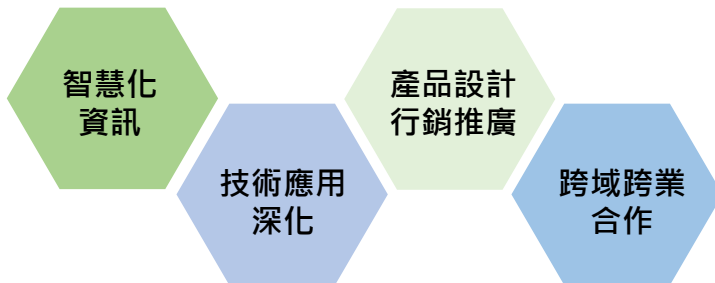 智慧化
資訊
技術應用
深化
產品設計
行銷推廣
跨域跨業
合作